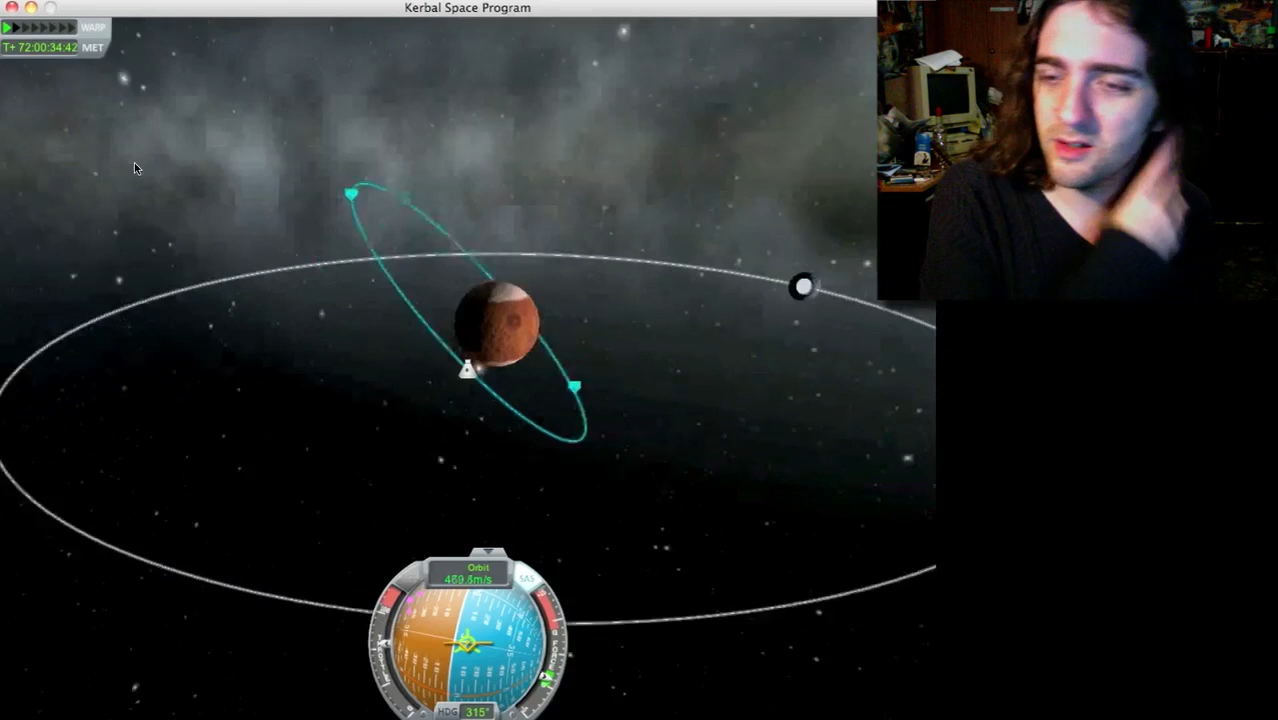 Kerbal Space Program
WARP
T+ 72:00:34:42 MET
Orbit
469.5m/s
SAS
HDG 315°